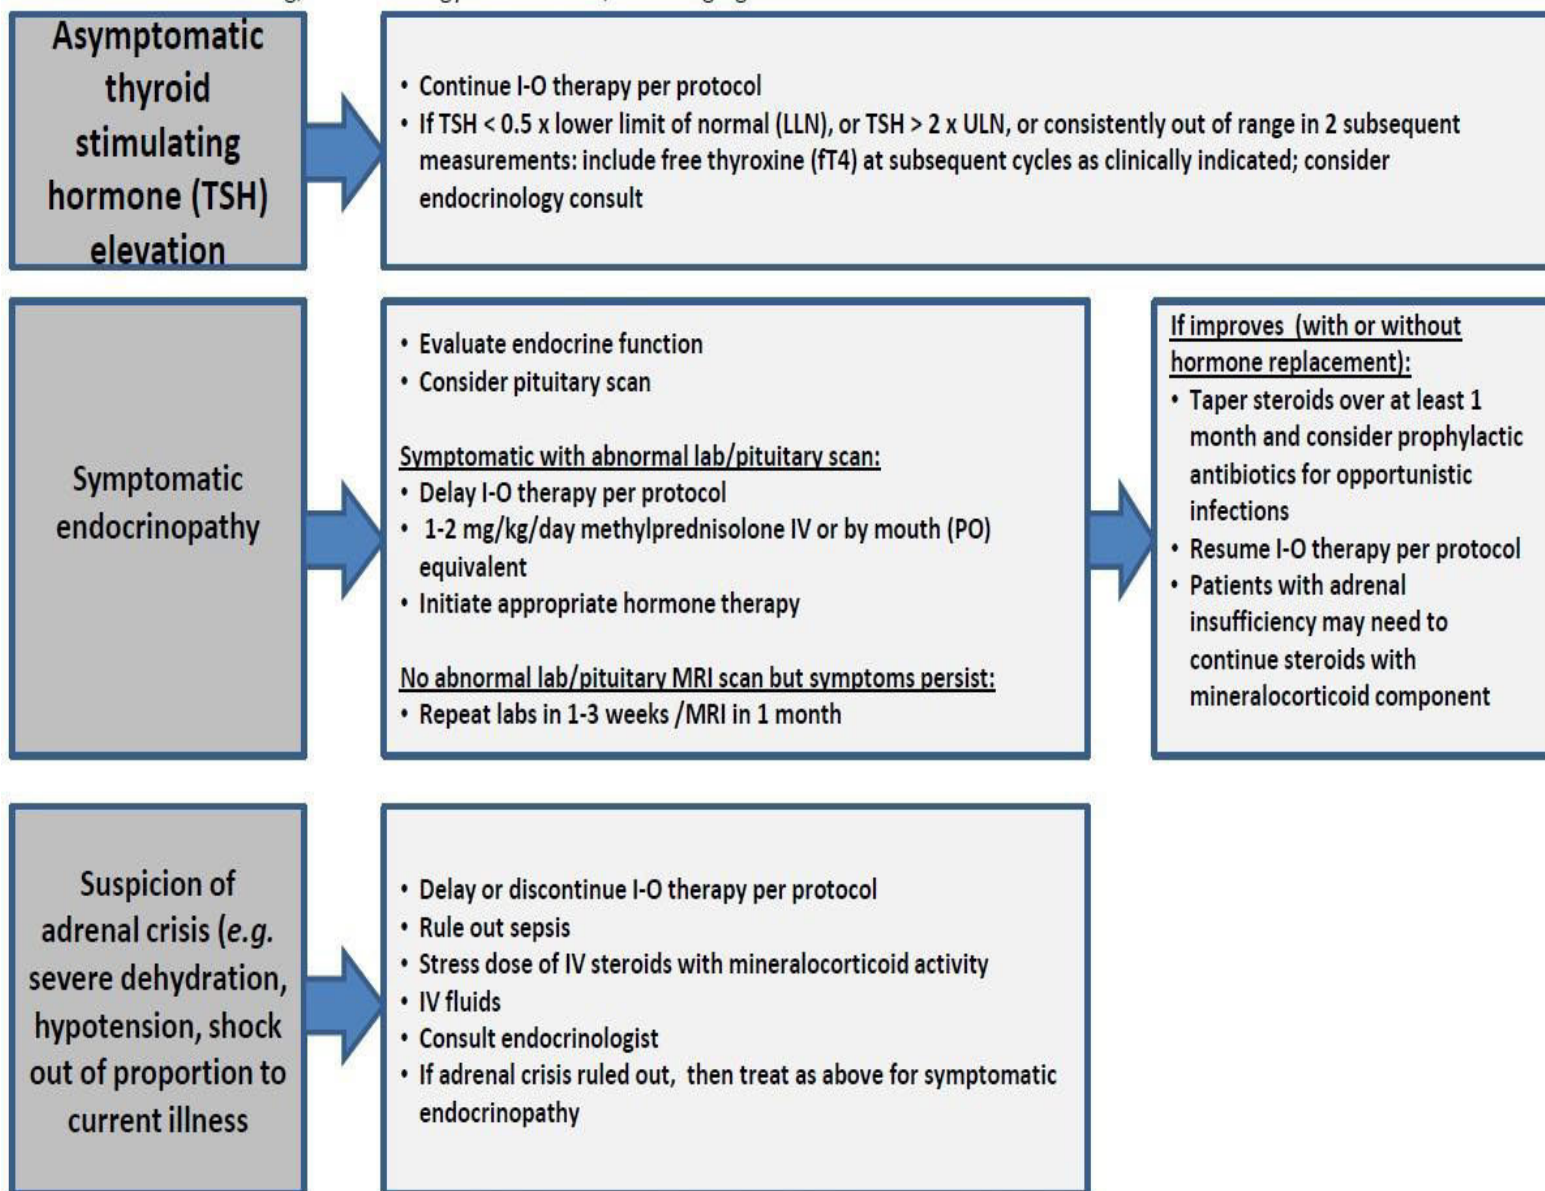 Asymptomatic
thyroid
stimulating
hormone (TSH)
elevation
• Continue I-O therapy per protocol
• If TSH < 0.5 x lower limit of normal (LLN), or TSH > 2 x ULN, or consistently out of range in 2 subsequent
measurements: include free thyroxine (fT4) at subsequent cycles as clinically indicated; consider
endocrinology consult
Symptomatic
endocrinopathy
• Evaluate endocrine function
• Consider pituitary scan
Symptomatic with abnormal lab/pituitary scan:
• Delay I-O therapy per protocol
• 1-2 mg/kg/day methylprednisolone IV or by mouth (PO)
equivalent
• Initiate appropriate hormone therapy
No abnormal lab/pituitary MRI scan but symptoms persist:
• Repeat labs in 1-3 weeks /MRI in 1 month
If improves (with or without
hormone replacement):
• Taper steroids over at least 1
month and consider prophylactic
antibiotics for opportunistic
infections
• Resume I-O therapy per protocol
• Patients with adrenal
insufficiency may need to
continue steroids with
mineralocorticoid component
Suspicion of
adrenal crisis (e.g.
severe dehydration,
hypotension, shock
out of proportion to
current illness
• Delay or discontinue I-O therapy per protocol
• Rule out sepsis
• Stress dose of IV steroids with mineralocorticoid activity
• IV fluids
• Consult endocrinologist
• If adrenal crisis ruled out, then treat as above for symptomatic
endocrinopathy